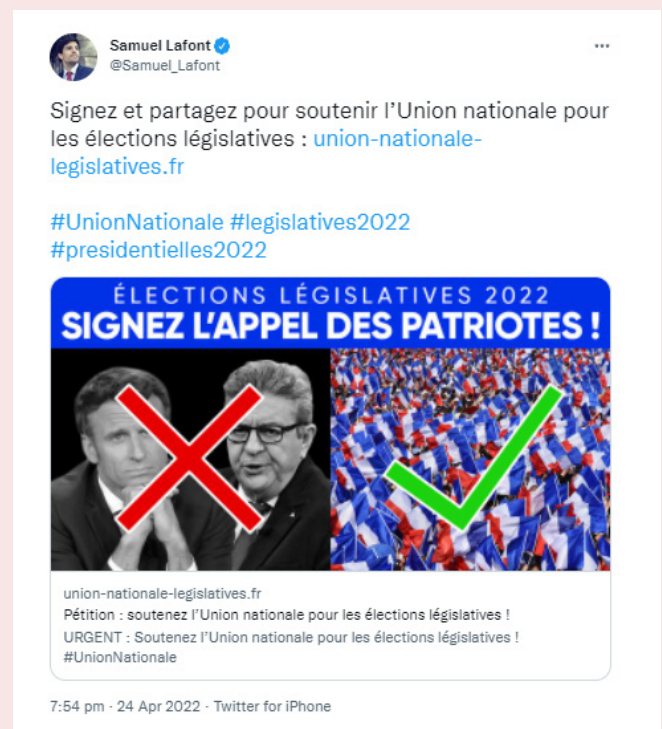 Samuel Lafont
@Samuel_Lafont
Signez et partagez pour soutenir l’Union nationale pour
les élections législatives : union-nationale-
legislatives.fr
#UnionNationale #legislatives2022
#presidentielles2022
ÉLECTIONS LÉGISLATIVES 2022
SIGNEZ L’APPEL DES PATRIOTES !
union-nationale-legislatives.fr
Pétition : soutenez l’Union nationale pour les élections législatives !
URGENT : Soutenez l’Union nationale pour les élections législatives !
#UnionNationale
7:54 pm · 24 Apr 2022 · Twitter for iPhone